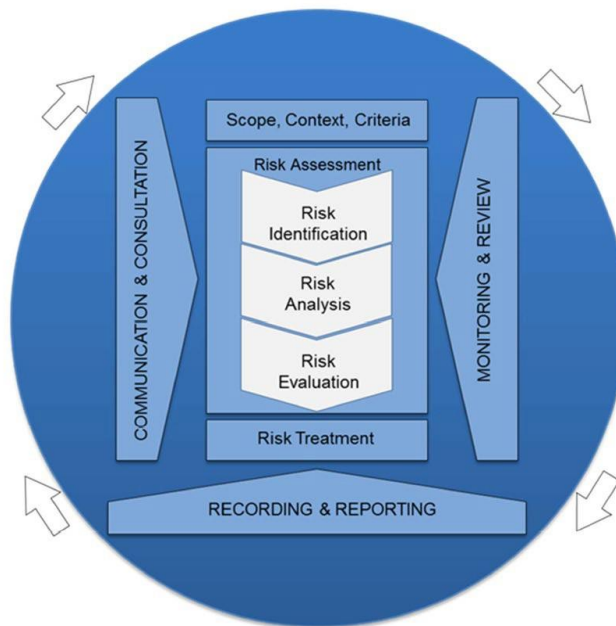 Scope, Context, Criteria
Risk Assessment
Risk
Identification
Risk
Analysis
Risk
Evaluation
Risk Treatment
COMMUNICATION & CONSULTATION
MONITORING & REVIEW
RECORDING & REPORTING